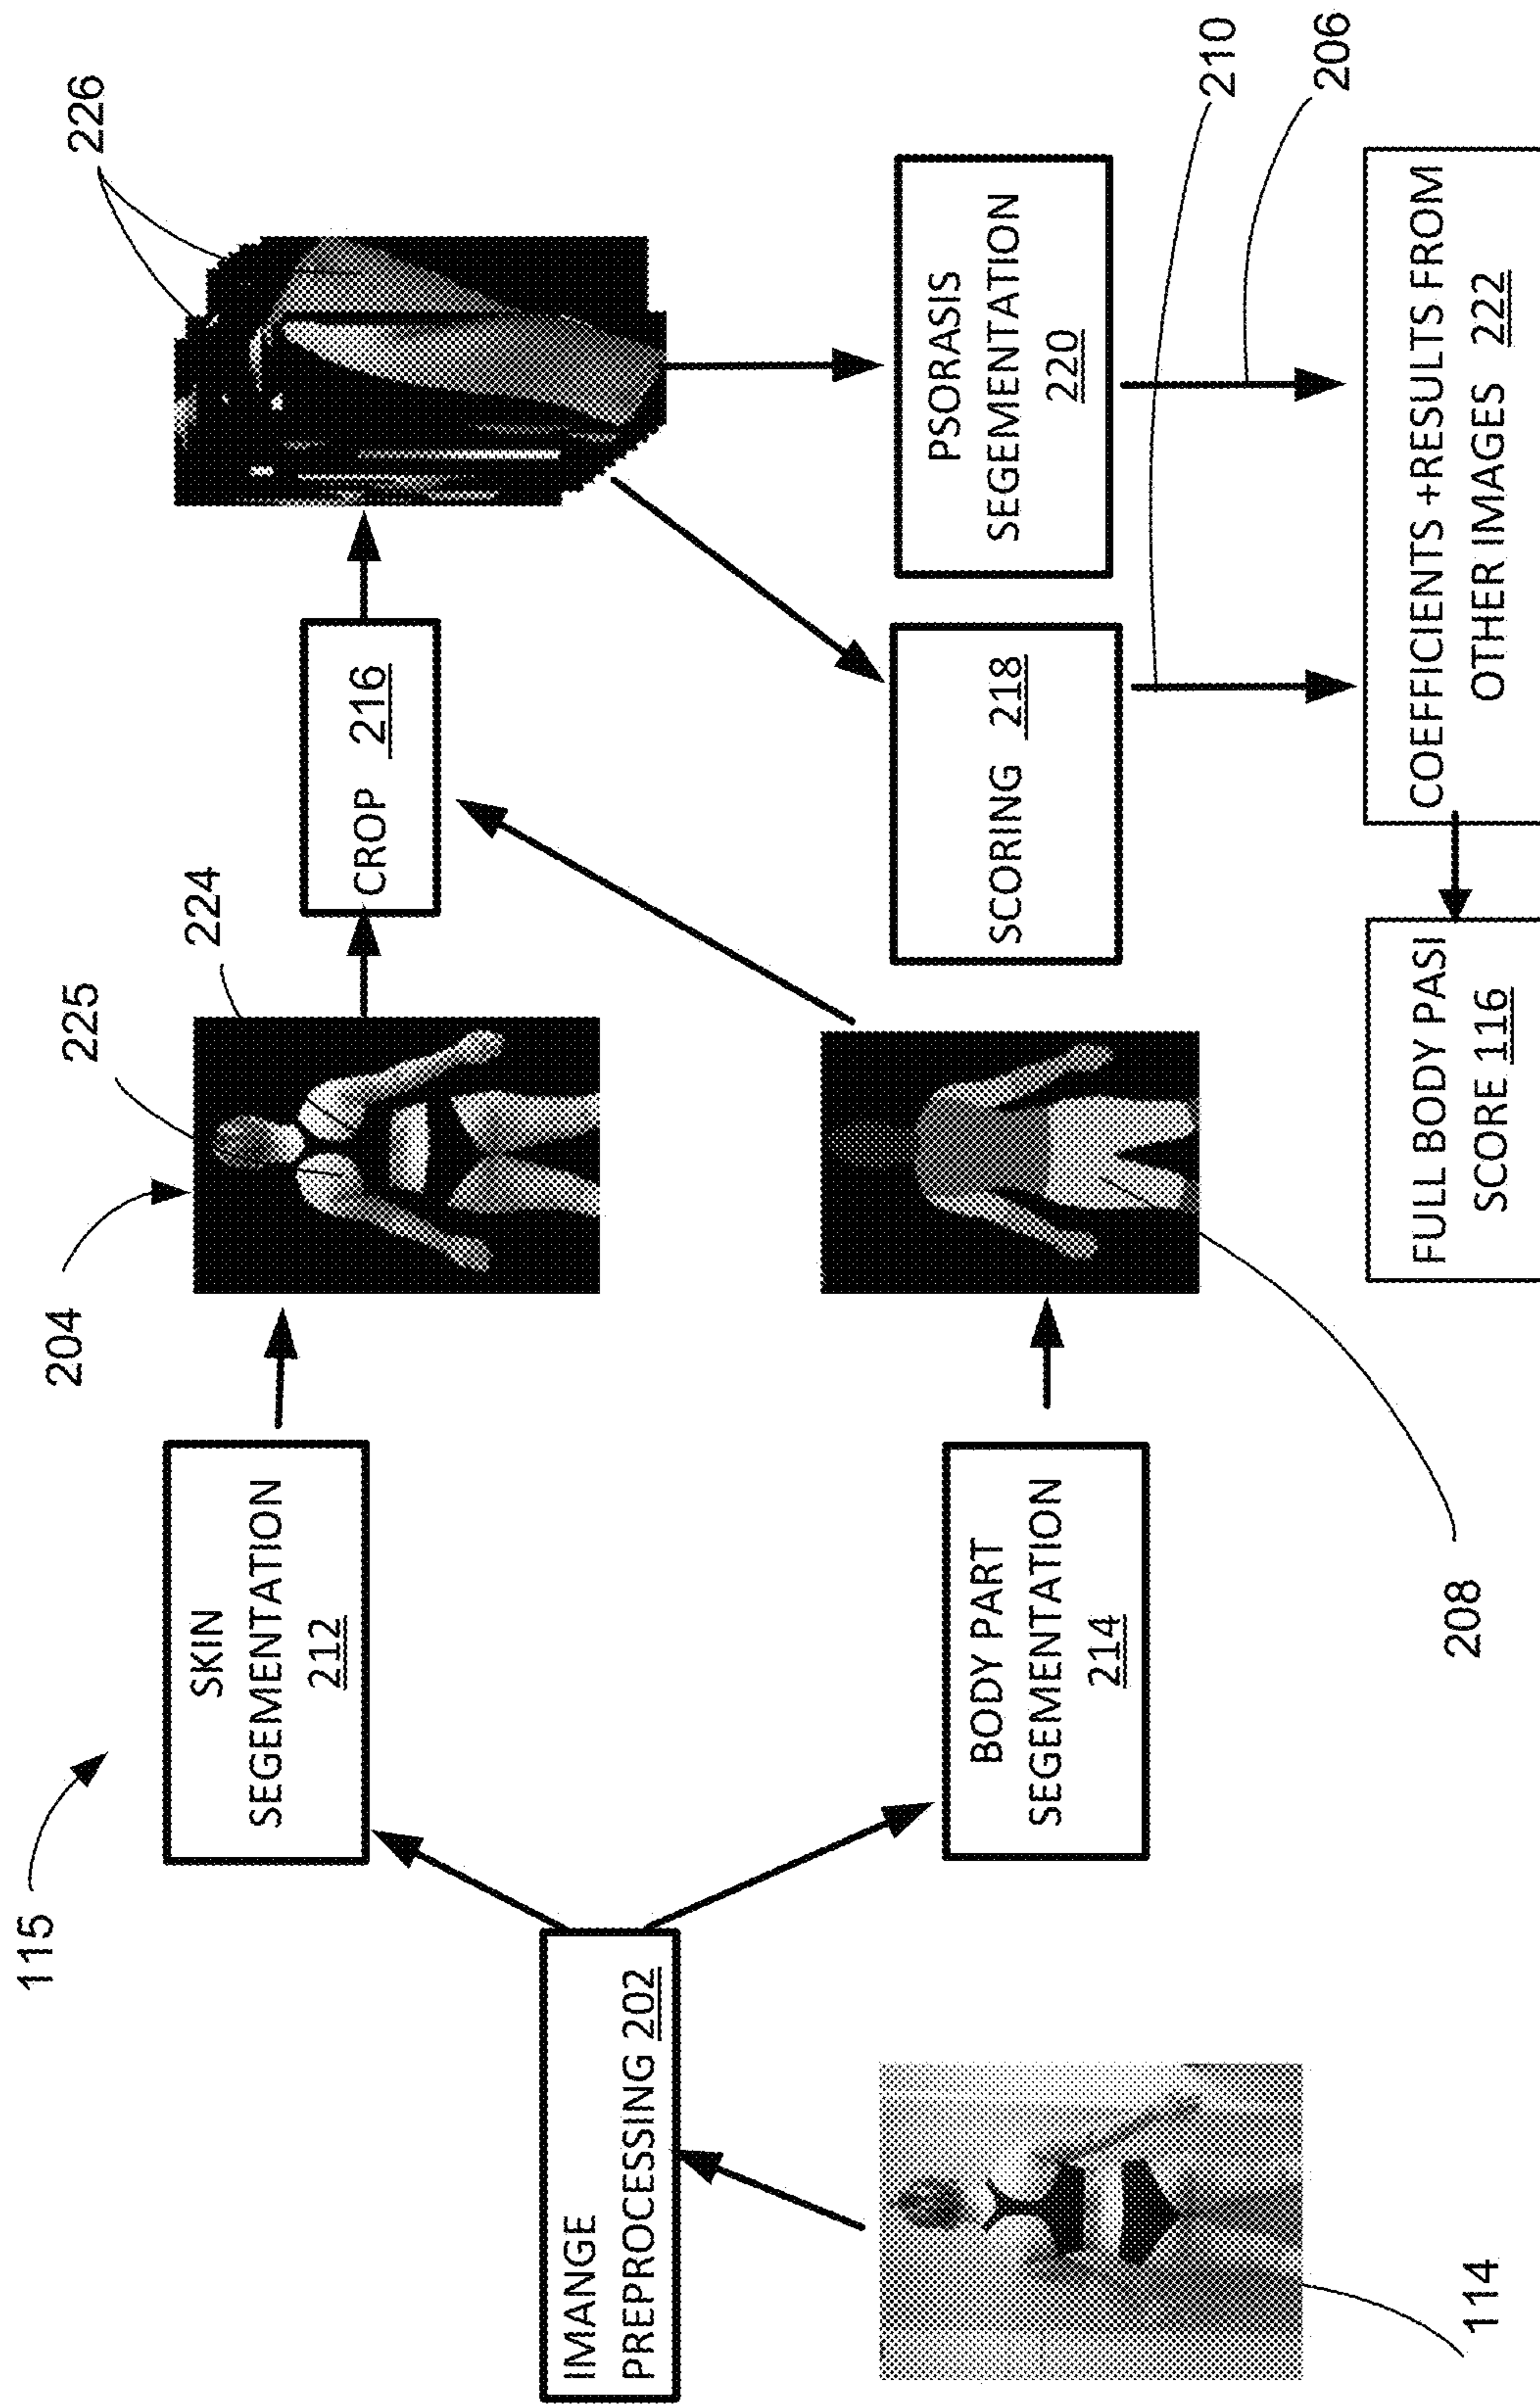 115
204
225
224
226
SKIN
SEGEMENTATION
212
CROP 216
IMANGE
PREPROCESSING 202
BODY PART
SEGEMENTATION
214
SCORING 218
PSORASIS
SEGEMENTATION
220
210
206
114
208
FULL BODY PASI
SCORE 116
COEFFICIENTS +RESULTS FROM
OTHER IMAGES 222